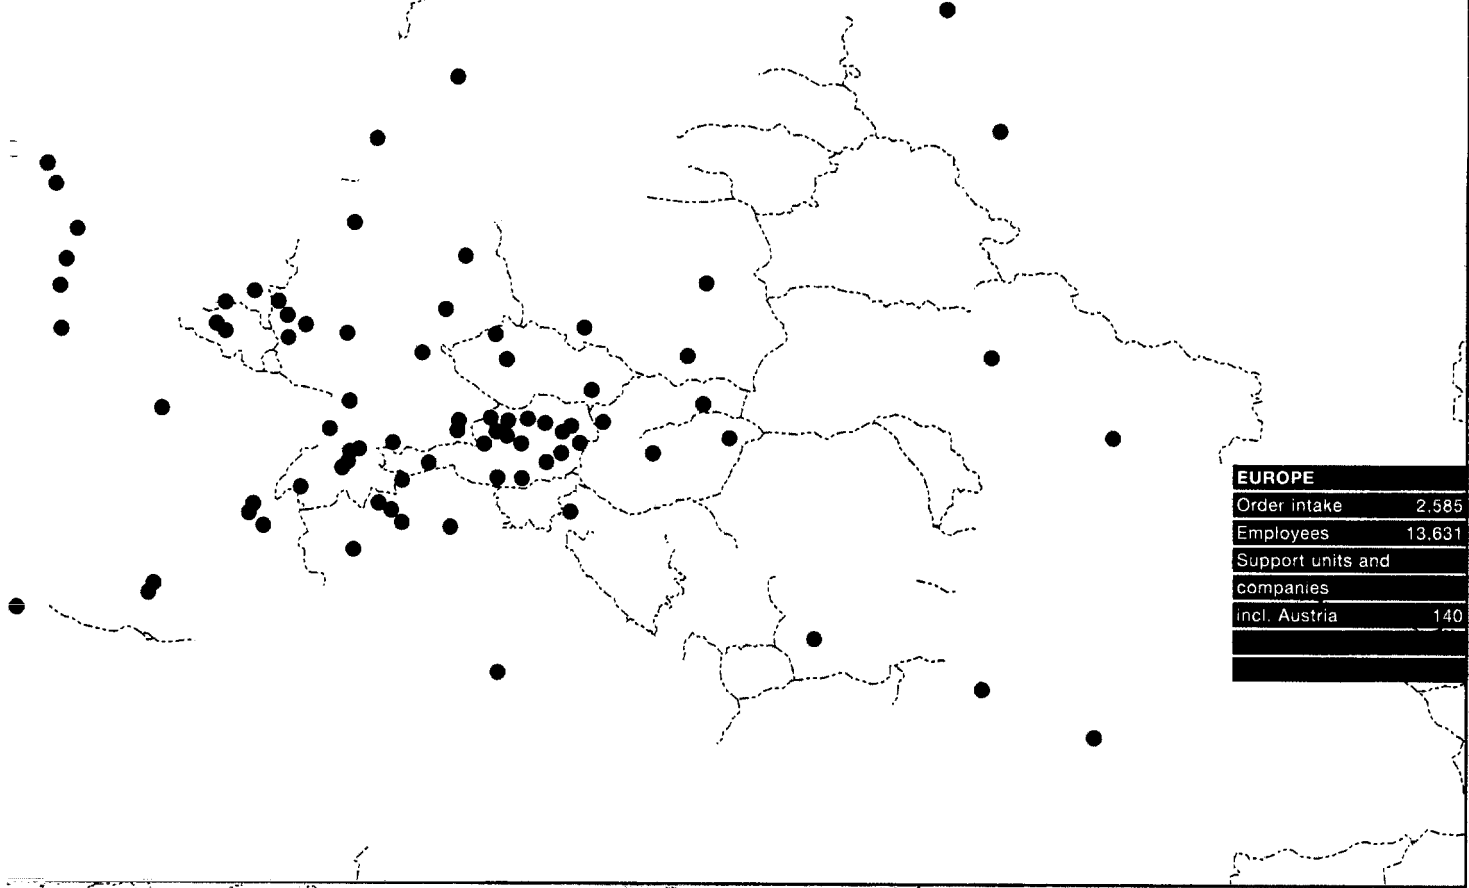 EUROPE
Order intake 2,585
Employees 13,631
Support units and
companies
incl. Austria 140